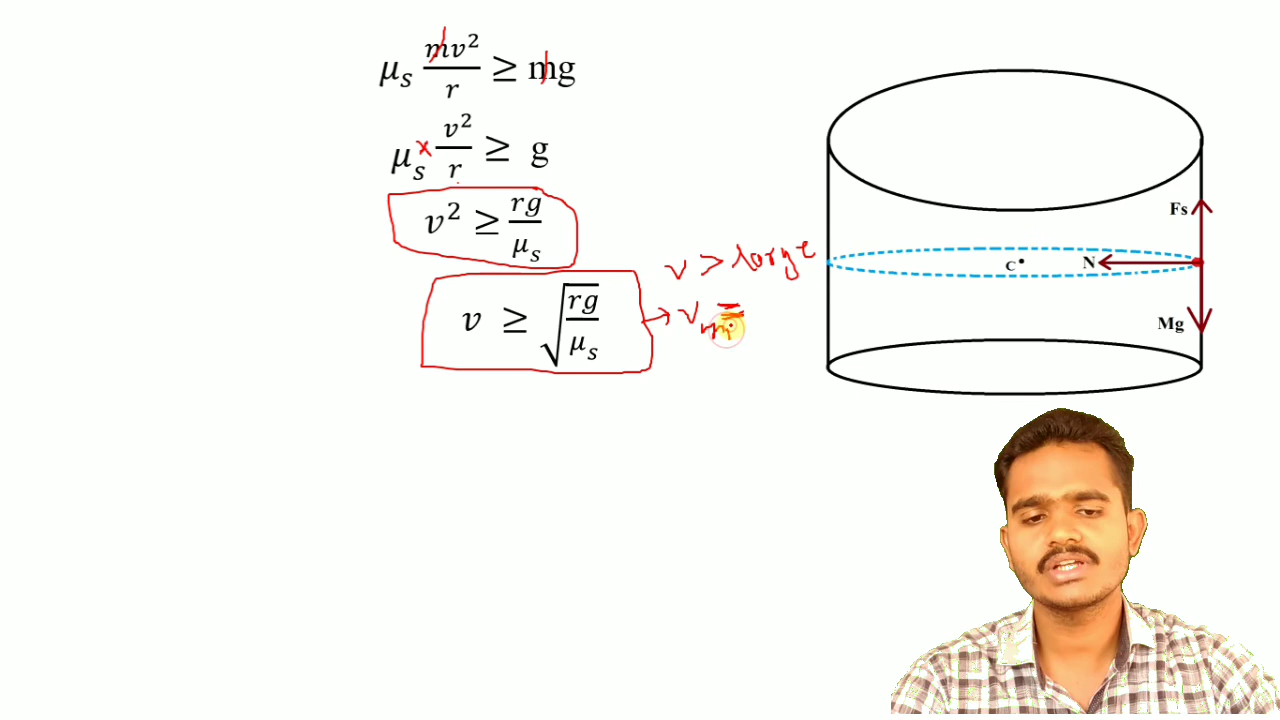 μₛ mv²/r ≥ mg
μₛ × v²/r ≥ g
v² ≥ rg/μₛ
v > large
v ≥ √(rg/μₛ) → v
Fs
C
N
Mg